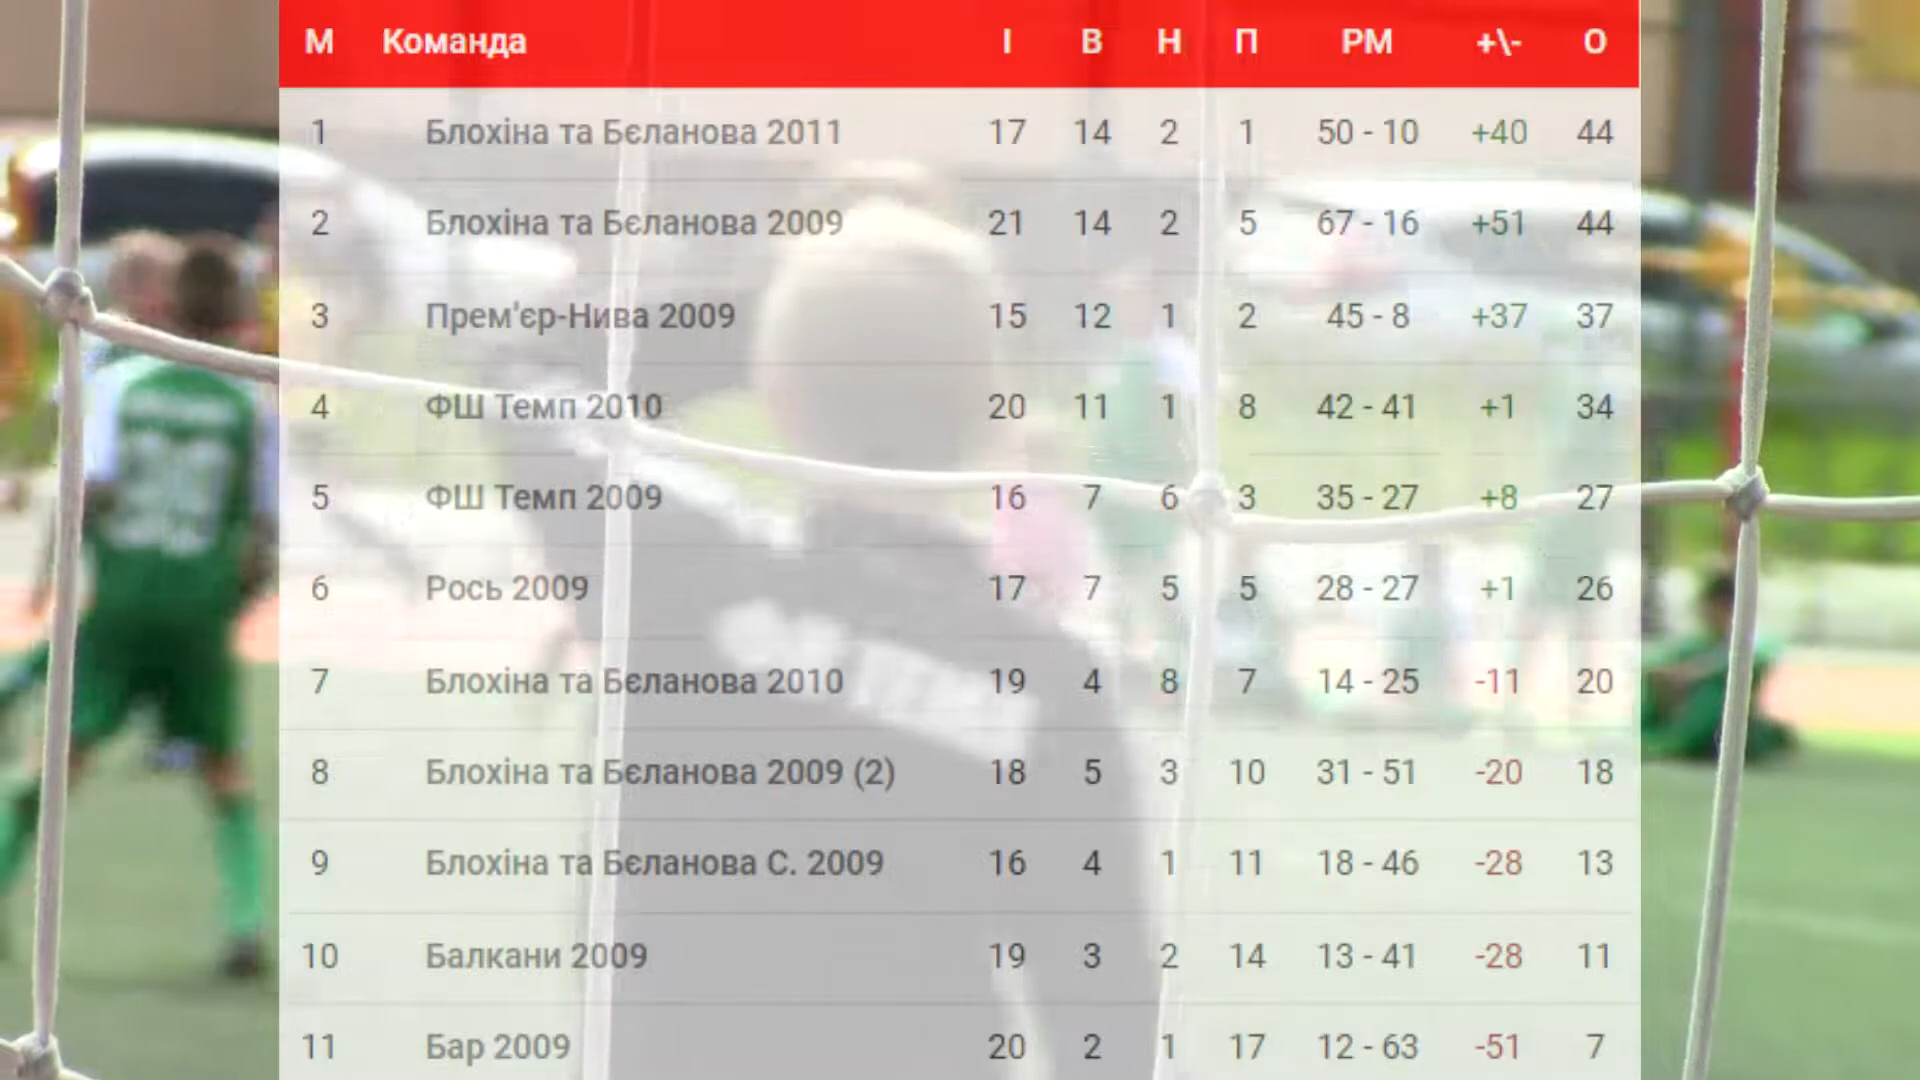 М Команда І В Н П РМ +\- О
1 Блохіна та Бєланова 2011 17 14 2 1 50 - 10 +40 44
2 Блохіна та Бєланова 2009 21 14 2 5 67 - 16 +51 44
3 Прем'єр-Нива 2009 15 12 1 2 45 - 8 +37 37
4 ФШ Темп 2010 20 11 1 8 42 - 41 +1 34
5 ФШ Темп 2009 16 7 6 3 35 - 27 +8 27
6 Рось 2009 17 7 5 5 28 - 27 +1 26
7 Блохіна та Бєланова 2010 19 4 8 7 14 - 25 -11 20
8 Блохіна та Бєланова 2009 (2) 18 5 3 10 31 - 51 -20 18
9 Блохіна та Бєланова С. 2009 16 4 1 11 18 - 46 -28 13
10 Балкани 2009 19 3 2 14 13 - 41 -28 11
11 Бар 2009 20 2 1 17 12 - 63 -51 7